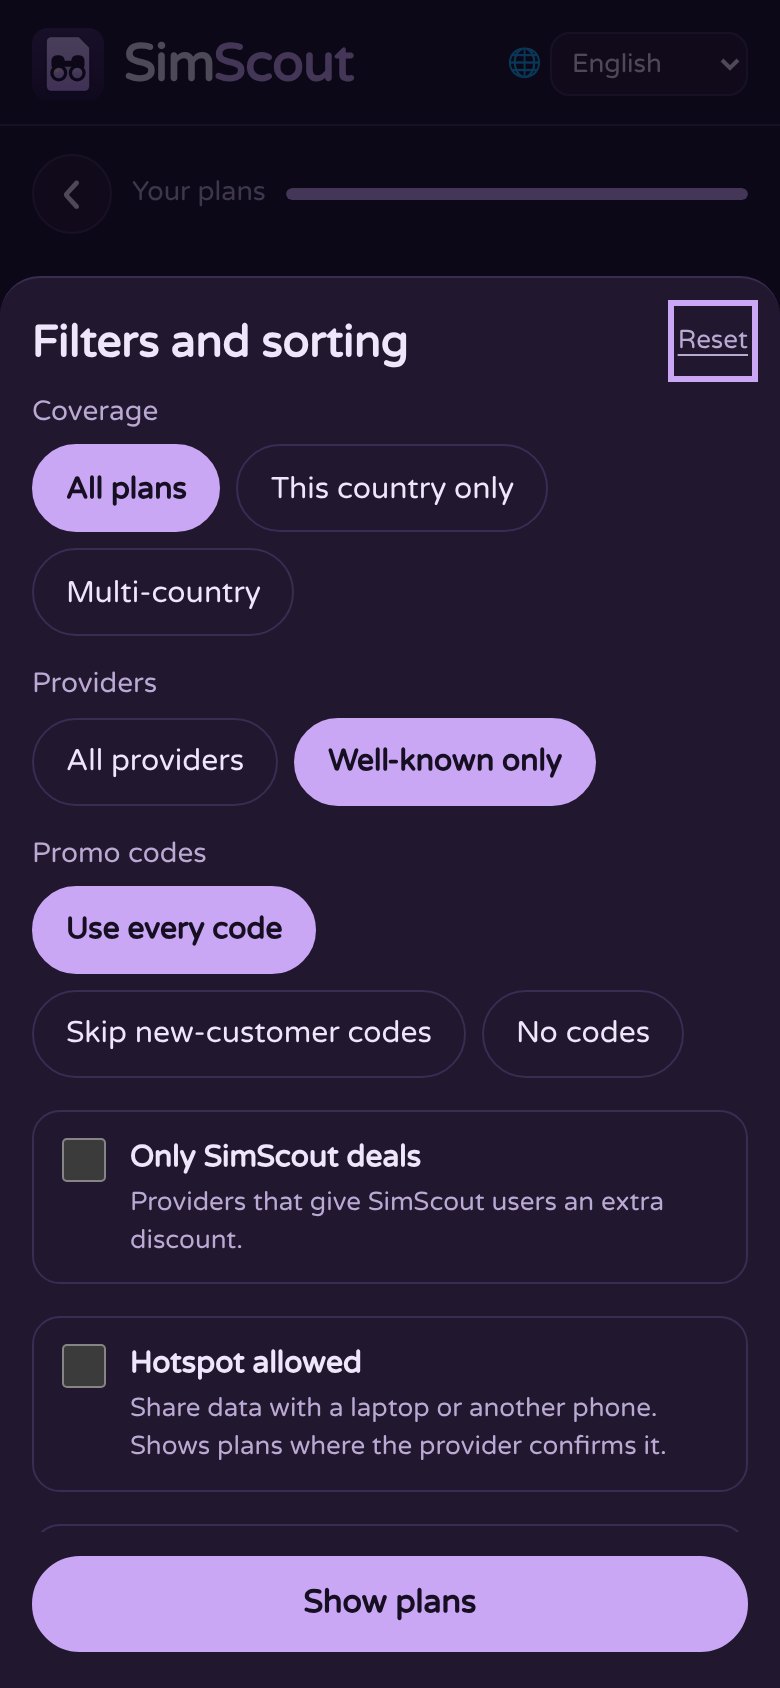 SimScout
English
Your plans
Filters and sorting
Reset
Coverage
All plans
This country only
Multi-country
Providers
All providers
Well-known only
Promo codes
Use every code
Skip new-customer codes
No codes
Only SimScout deals
Providers that give SimScout users an extra
discount.
Hotspot allowed
Share data with a laptop or another phone.
Shows plans where the provider confirms it.
Show plans